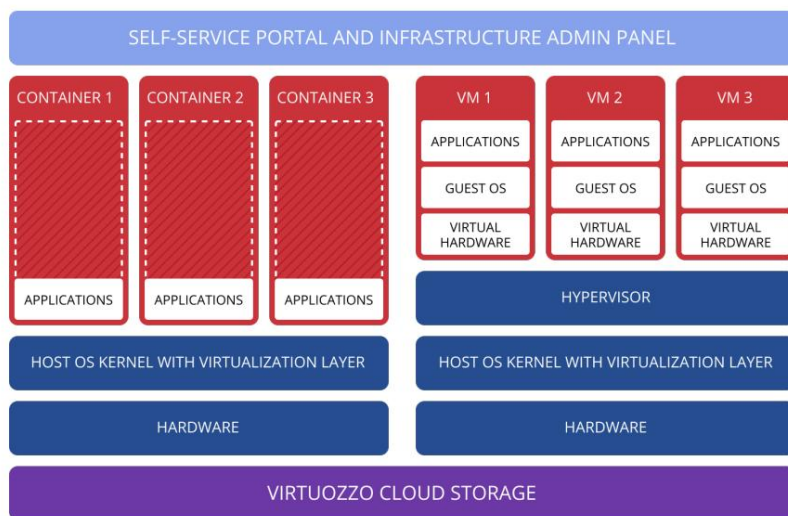 SELF-SERVICE PORTAL AND INFRASTRUCTURE ADMIN PANEL
CONTAINER 1
APPLICATIONS
CONTAINER 2
APPLICATIONS
CONTAINER 3
APPLICATIONS
HOST OS KERNEL WITH VIRTUALIZATION LAYER
HARDWARE
VM 1
APPLICATIONS
GUEST OS
VIRTUAL
HARDWARE
VM 2
APPLICATIONS
GUEST OS
VIRTUAL
HARDWARE
VM 3
APPLICATIONS
GUEST OS
VIRTUAL
HARDWARE
HYPERVISOR
HOST OS KERNEL WITH VIRTUALIZATION LAYER
HARDWARE
VIRTUOZZO CLOUD STORAGE